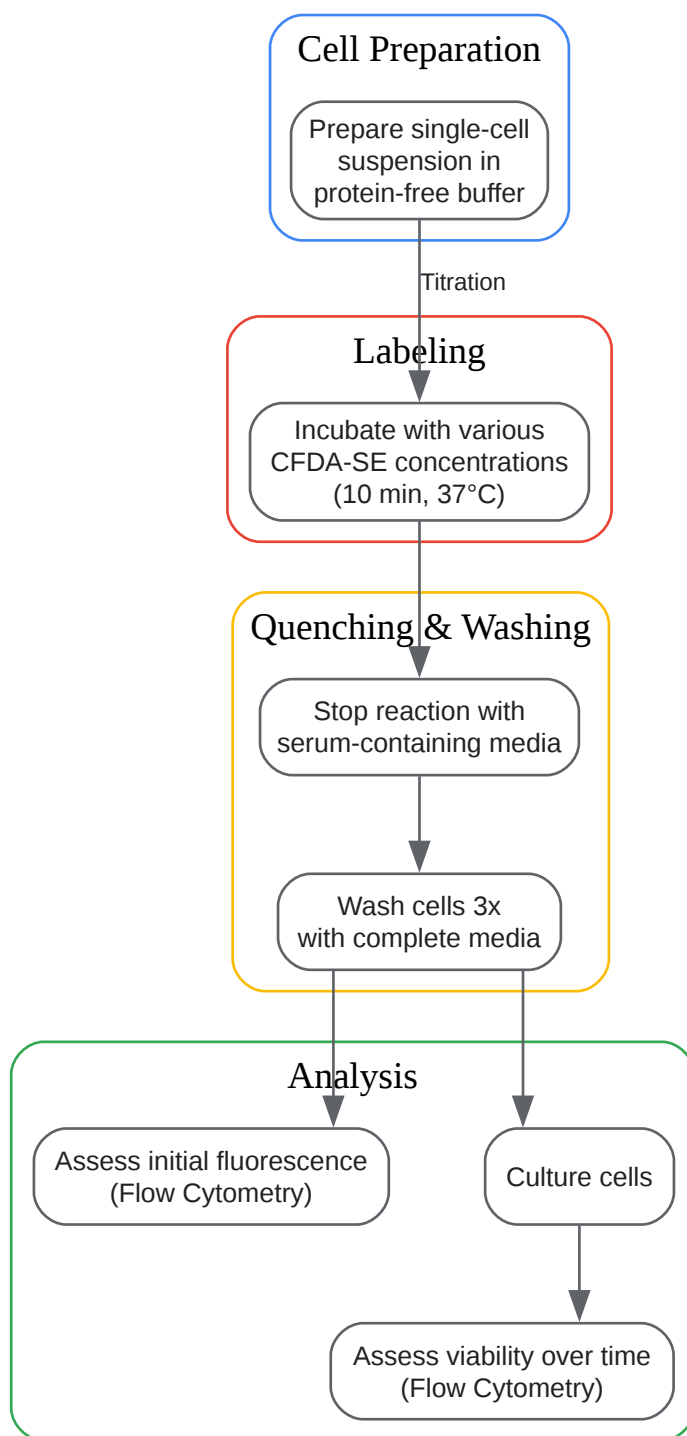 Cell Preparation
Prepare single-cell
suspension in
protein-free buffer
Titration
Labeling
Incubate with various
CFDA-SE concentrations
(10 min, 37°C)
Quenching & Washing
Stop reaction with
serum-containing media
Wash cells 3x
with complete media
Analysis
Assess initial fluorescence
(Flow Cytometry)
Culture cells
Assess viability over time
(Flow Cytometry)